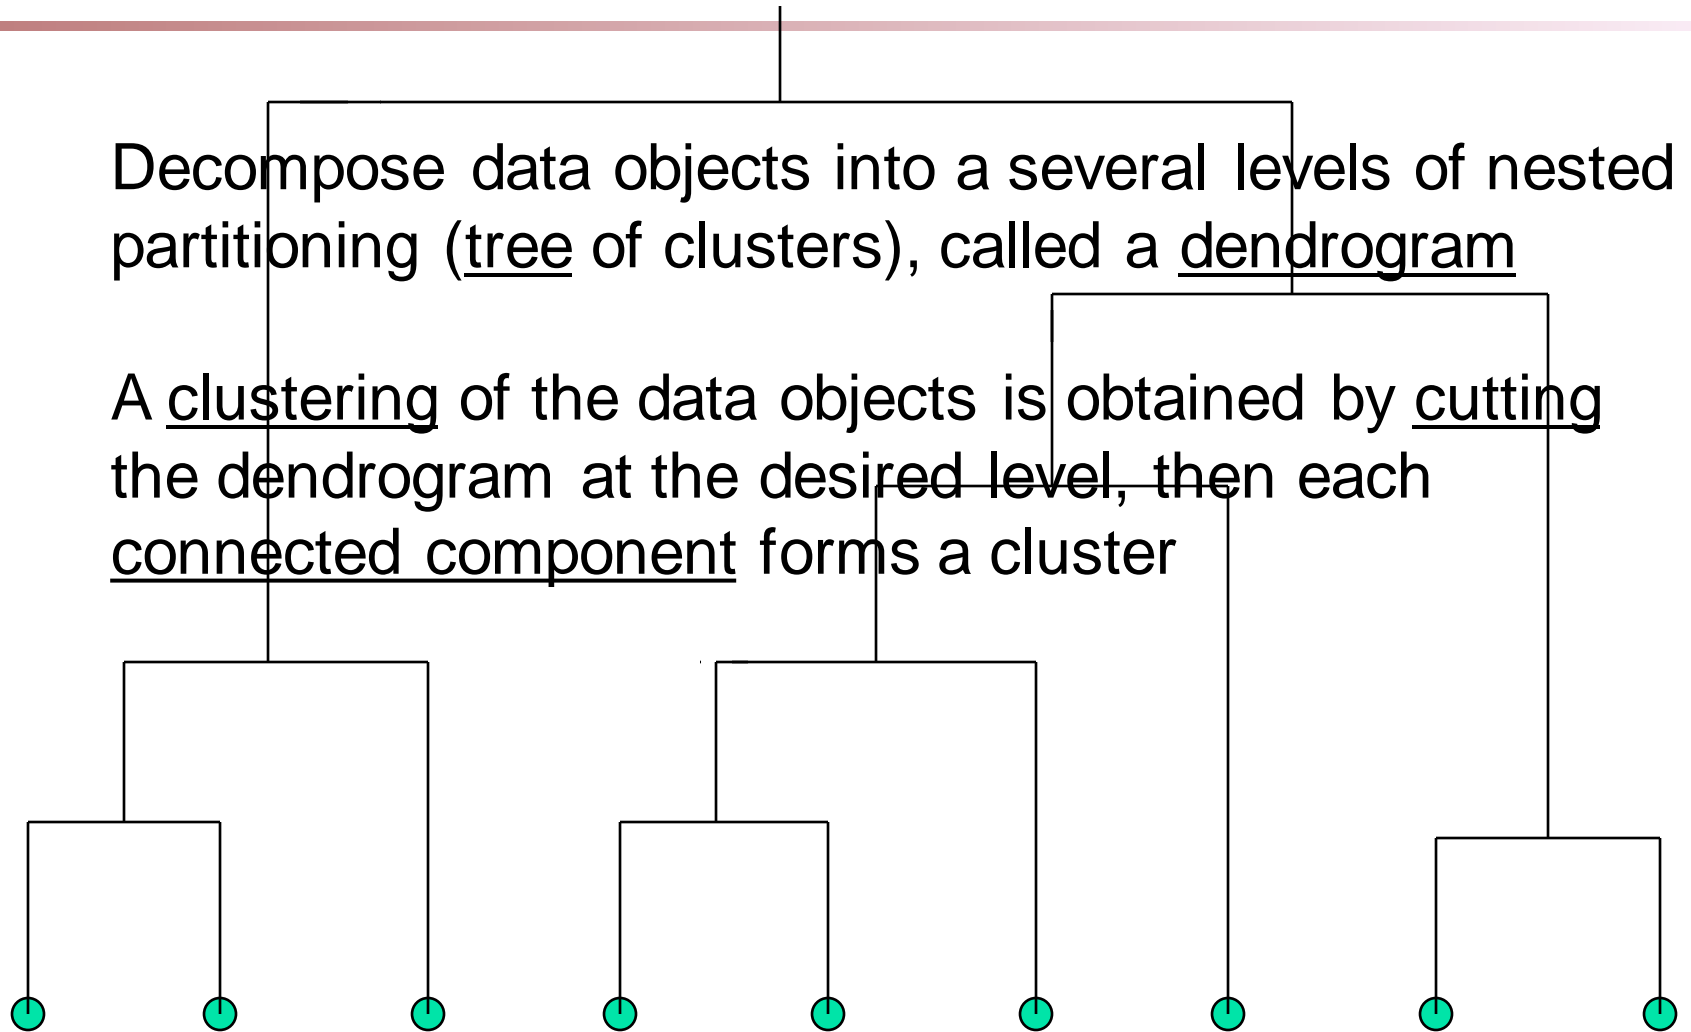 Decompose data objects into a several levels of nested
partitioning (tree of clusters), called a dendrogram
A clustering of the data objects is obtained by cutting
the dendrogram at the desired level, then each
connected component forms a cluster